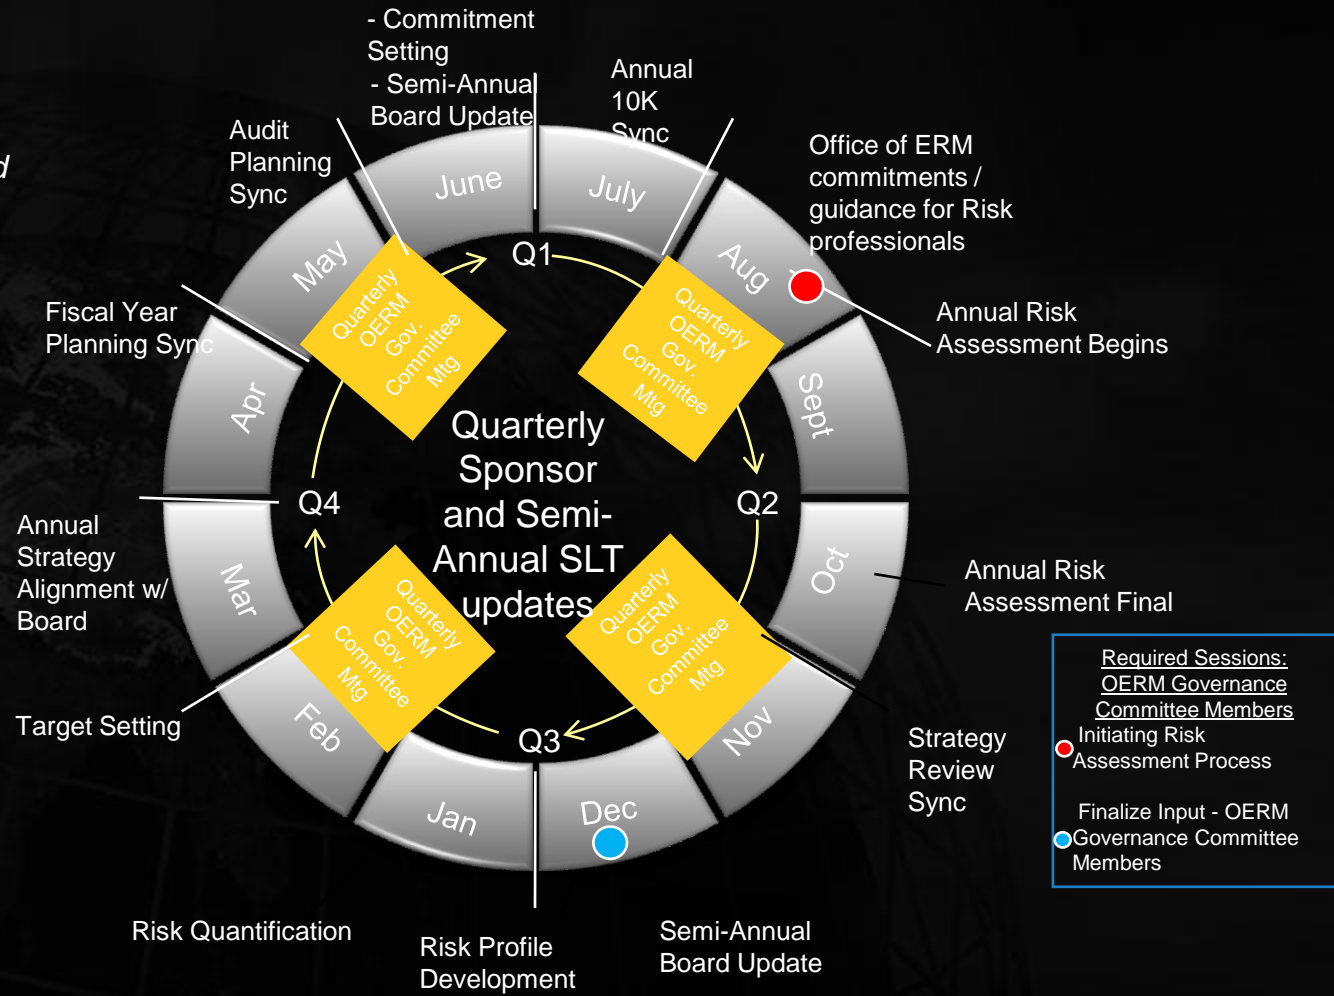 - Commitment
Setting
- Semi-Annual
Board Update
Annual
10K
Sync
Audit
Planning
Sync
Office of ERM
commitments /
guidance for Risk
professionals
d
June
July
May
Aug
Q1
Quarterly
OERM
Gov.
Committee
Mtg
Quarterly
OERM
Gov.
Committee
Mtg
Fiscal Year
Planning Sync
Annual Risk
Assessment Begins
Apr
Sept
Quarterly
Sponsor
and Semi-
Annual SLT
updates
Q4
Q2
Annual
Strategy
Alignment w/
Board
Mar
Oct
Annual Risk
Assessment Final
Quarterly
OERM
Gov.
Committee
Mtg
Quarterly
OERM
Gov.
Committee
Mtg
Required Sessions:
OERM Governance
Committee Members
Initiating Risk
Assessment Process
Finalize Input - OERM
Governance Committee
Members
Target Setting
Feb
Q3
Nov
Strategy
Review
Sync
Jan
Dec
Risk Quantification
Risk Profile
Development
Semi-Annual
Board Update